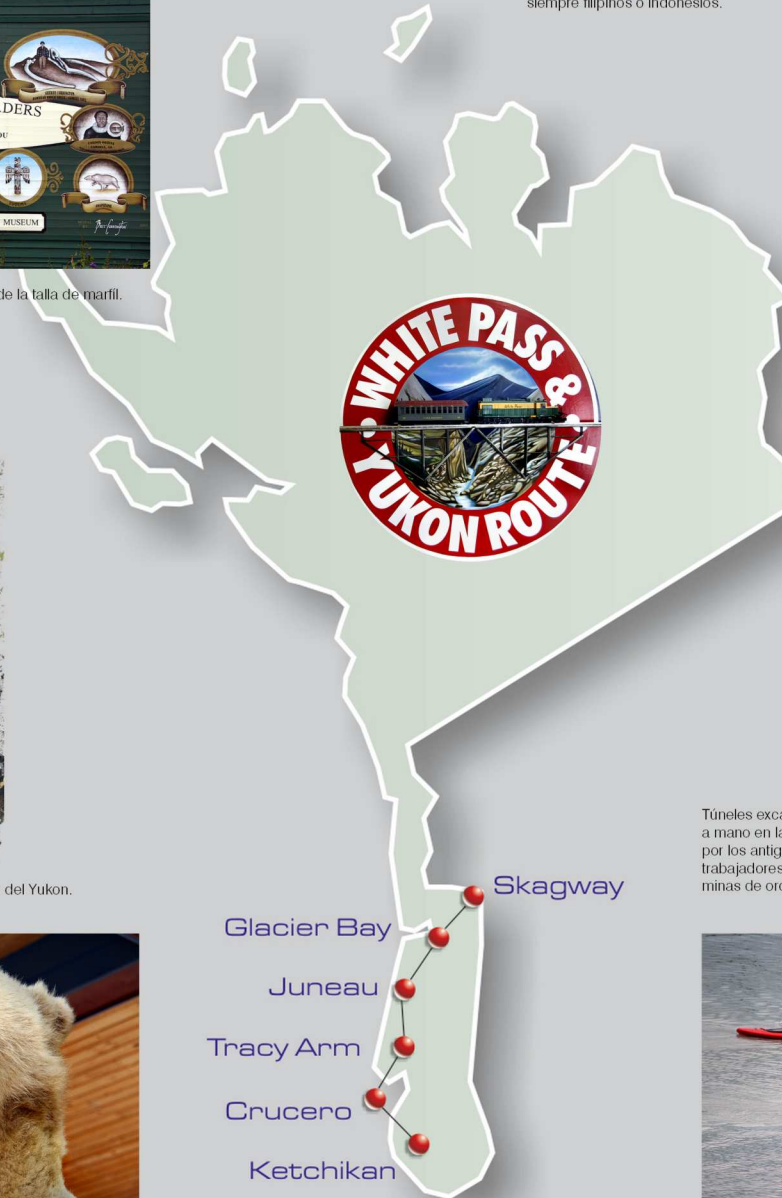 siempre filipinos o indonesios.
DERS
OU
MUSEUM
de la talla de marfil.
WHITE PASS &
YUKON ROUTE
Túneles exca
a mano en la
por los antig
trabajadores
minas de oro
del Yukon.
Skagway
Glacier Bay
Juneau
Tracy Arm
Crucero
Ketchikan